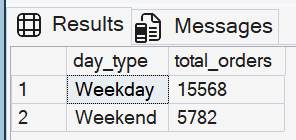 Results Messages
day_type total_orders
1 Weekday 15568
2 Weekend 5782